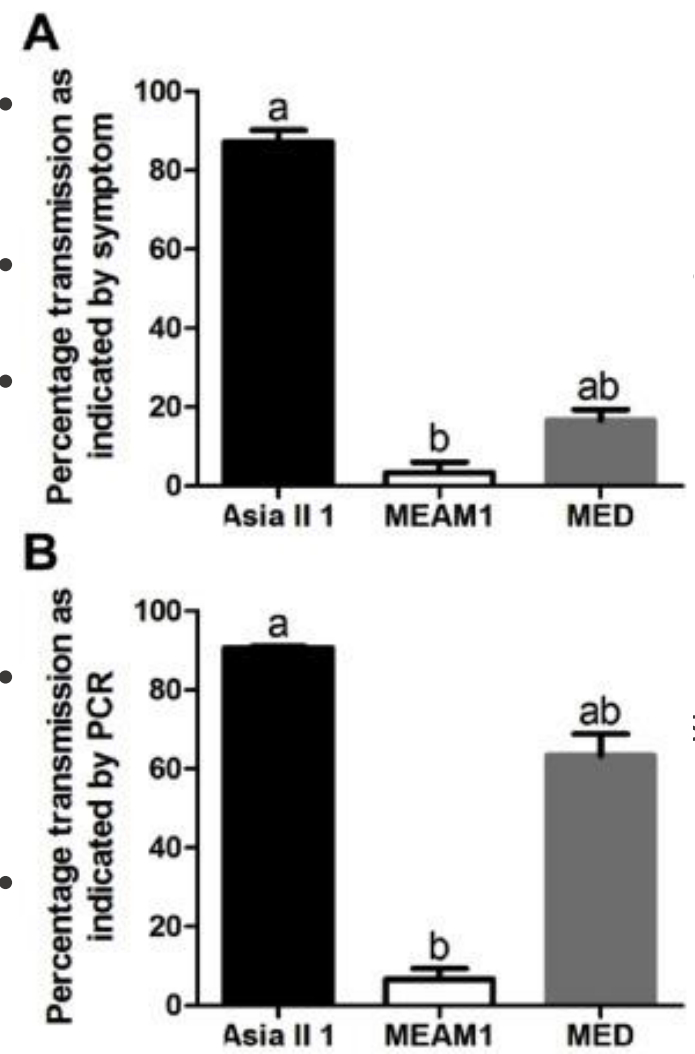 A
Percentage transmission as
indicated by symptom
100
80
60
40
20
0
a
b
ab
Asia II 1
MEAM1
MED
B
Percentage transmission as
indicated by PCR
100
80
60
40
20
0
a
b
ab
Asia II 1
MEAM1
MED